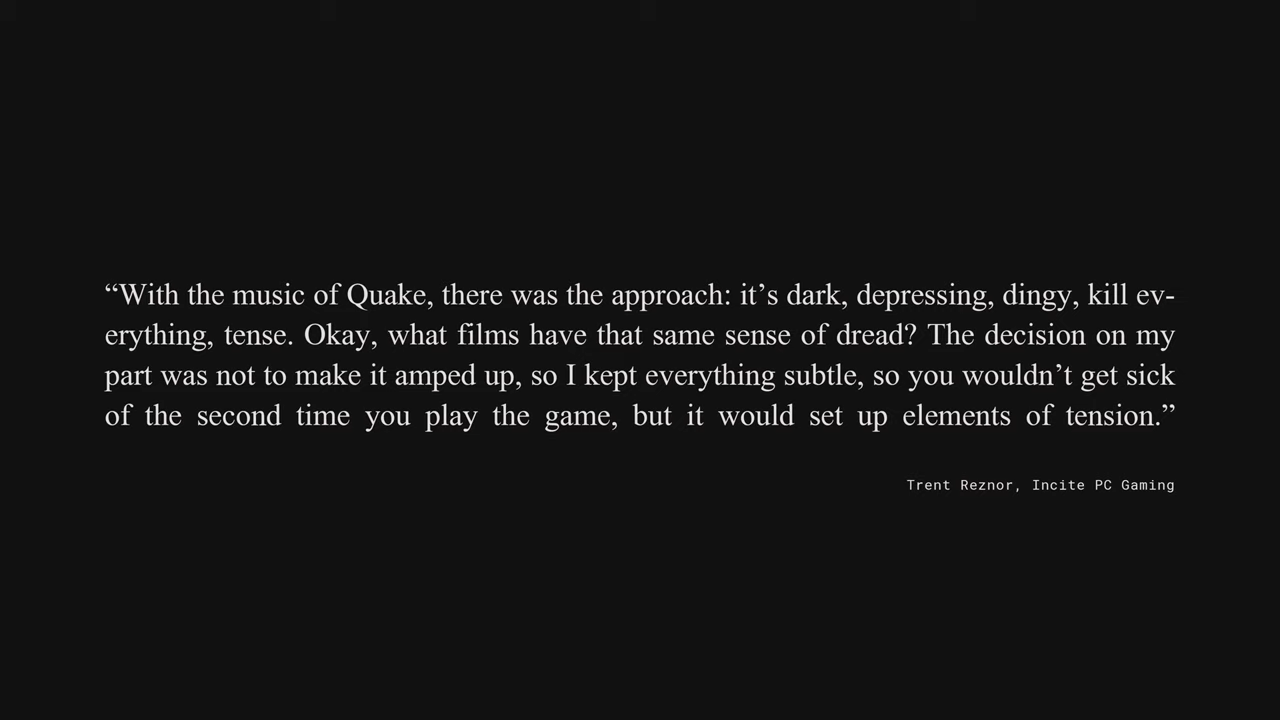 “With the music of Quake, there was the approach: it’s dark, depressing, dingy, kill ev-
erything, tense. Okay, what films have that same sense of dread? The decision on my
part was not to make it amped up, so I kept everything subtle, so you wouldn’t get sick
of the second time you play the game, but it would set up elements of tension.”
Trent Reznor, Incite PC Gaming